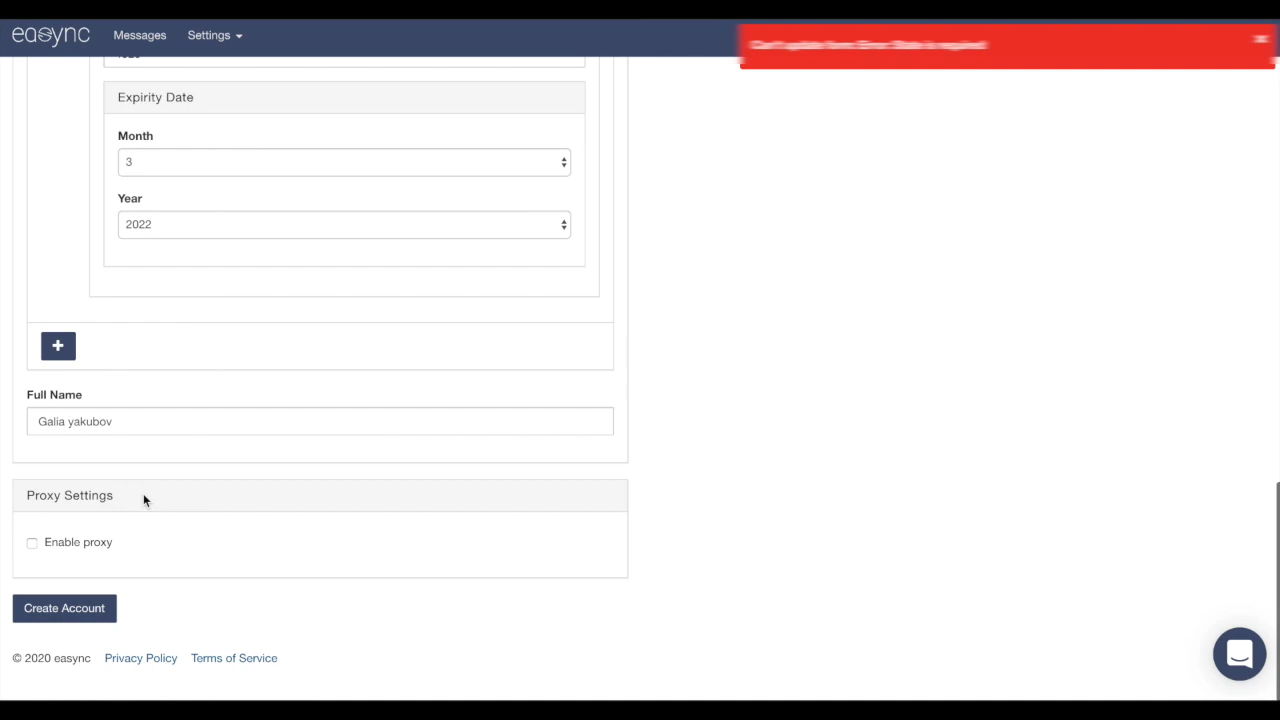 easync Messages Settings
Expirity Date
Month
3
Year
2022
+
Full Name
Galia yakubov
Proxy Settings
Enable proxy
Create Account
© 2020 easync Privacy Policy Terms of Service